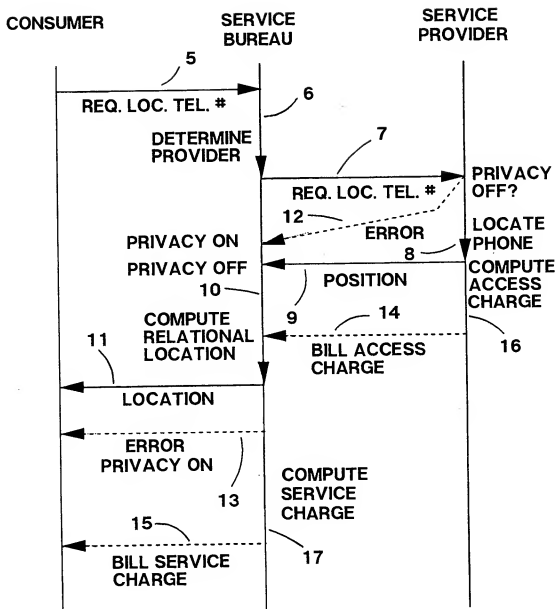 CONSUMER
SERVICE
BUREAU
SERVICE
PROVIDER
5
REQ. LOC. TEL. #
6
DETERMINE
PROVIDER
7
REQ. LOC. TEL. #
PRIVACY
OFF?
12
ERROR
PRIVACY ON
8
LOCATE
PHONE
PRIVACY OFF
10
POSITION
9
COMPUTE
ACCESS
CHARGE
COMPUTE
RELATIONAL
LOCATION
14
BILL ACCESS
CHARGE
16
11
LOCATION
ERROR
PRIVACY ON
13
COMPUTE
SERVICE
CHARGE
15
17
BILL SERVICE
CHARGE